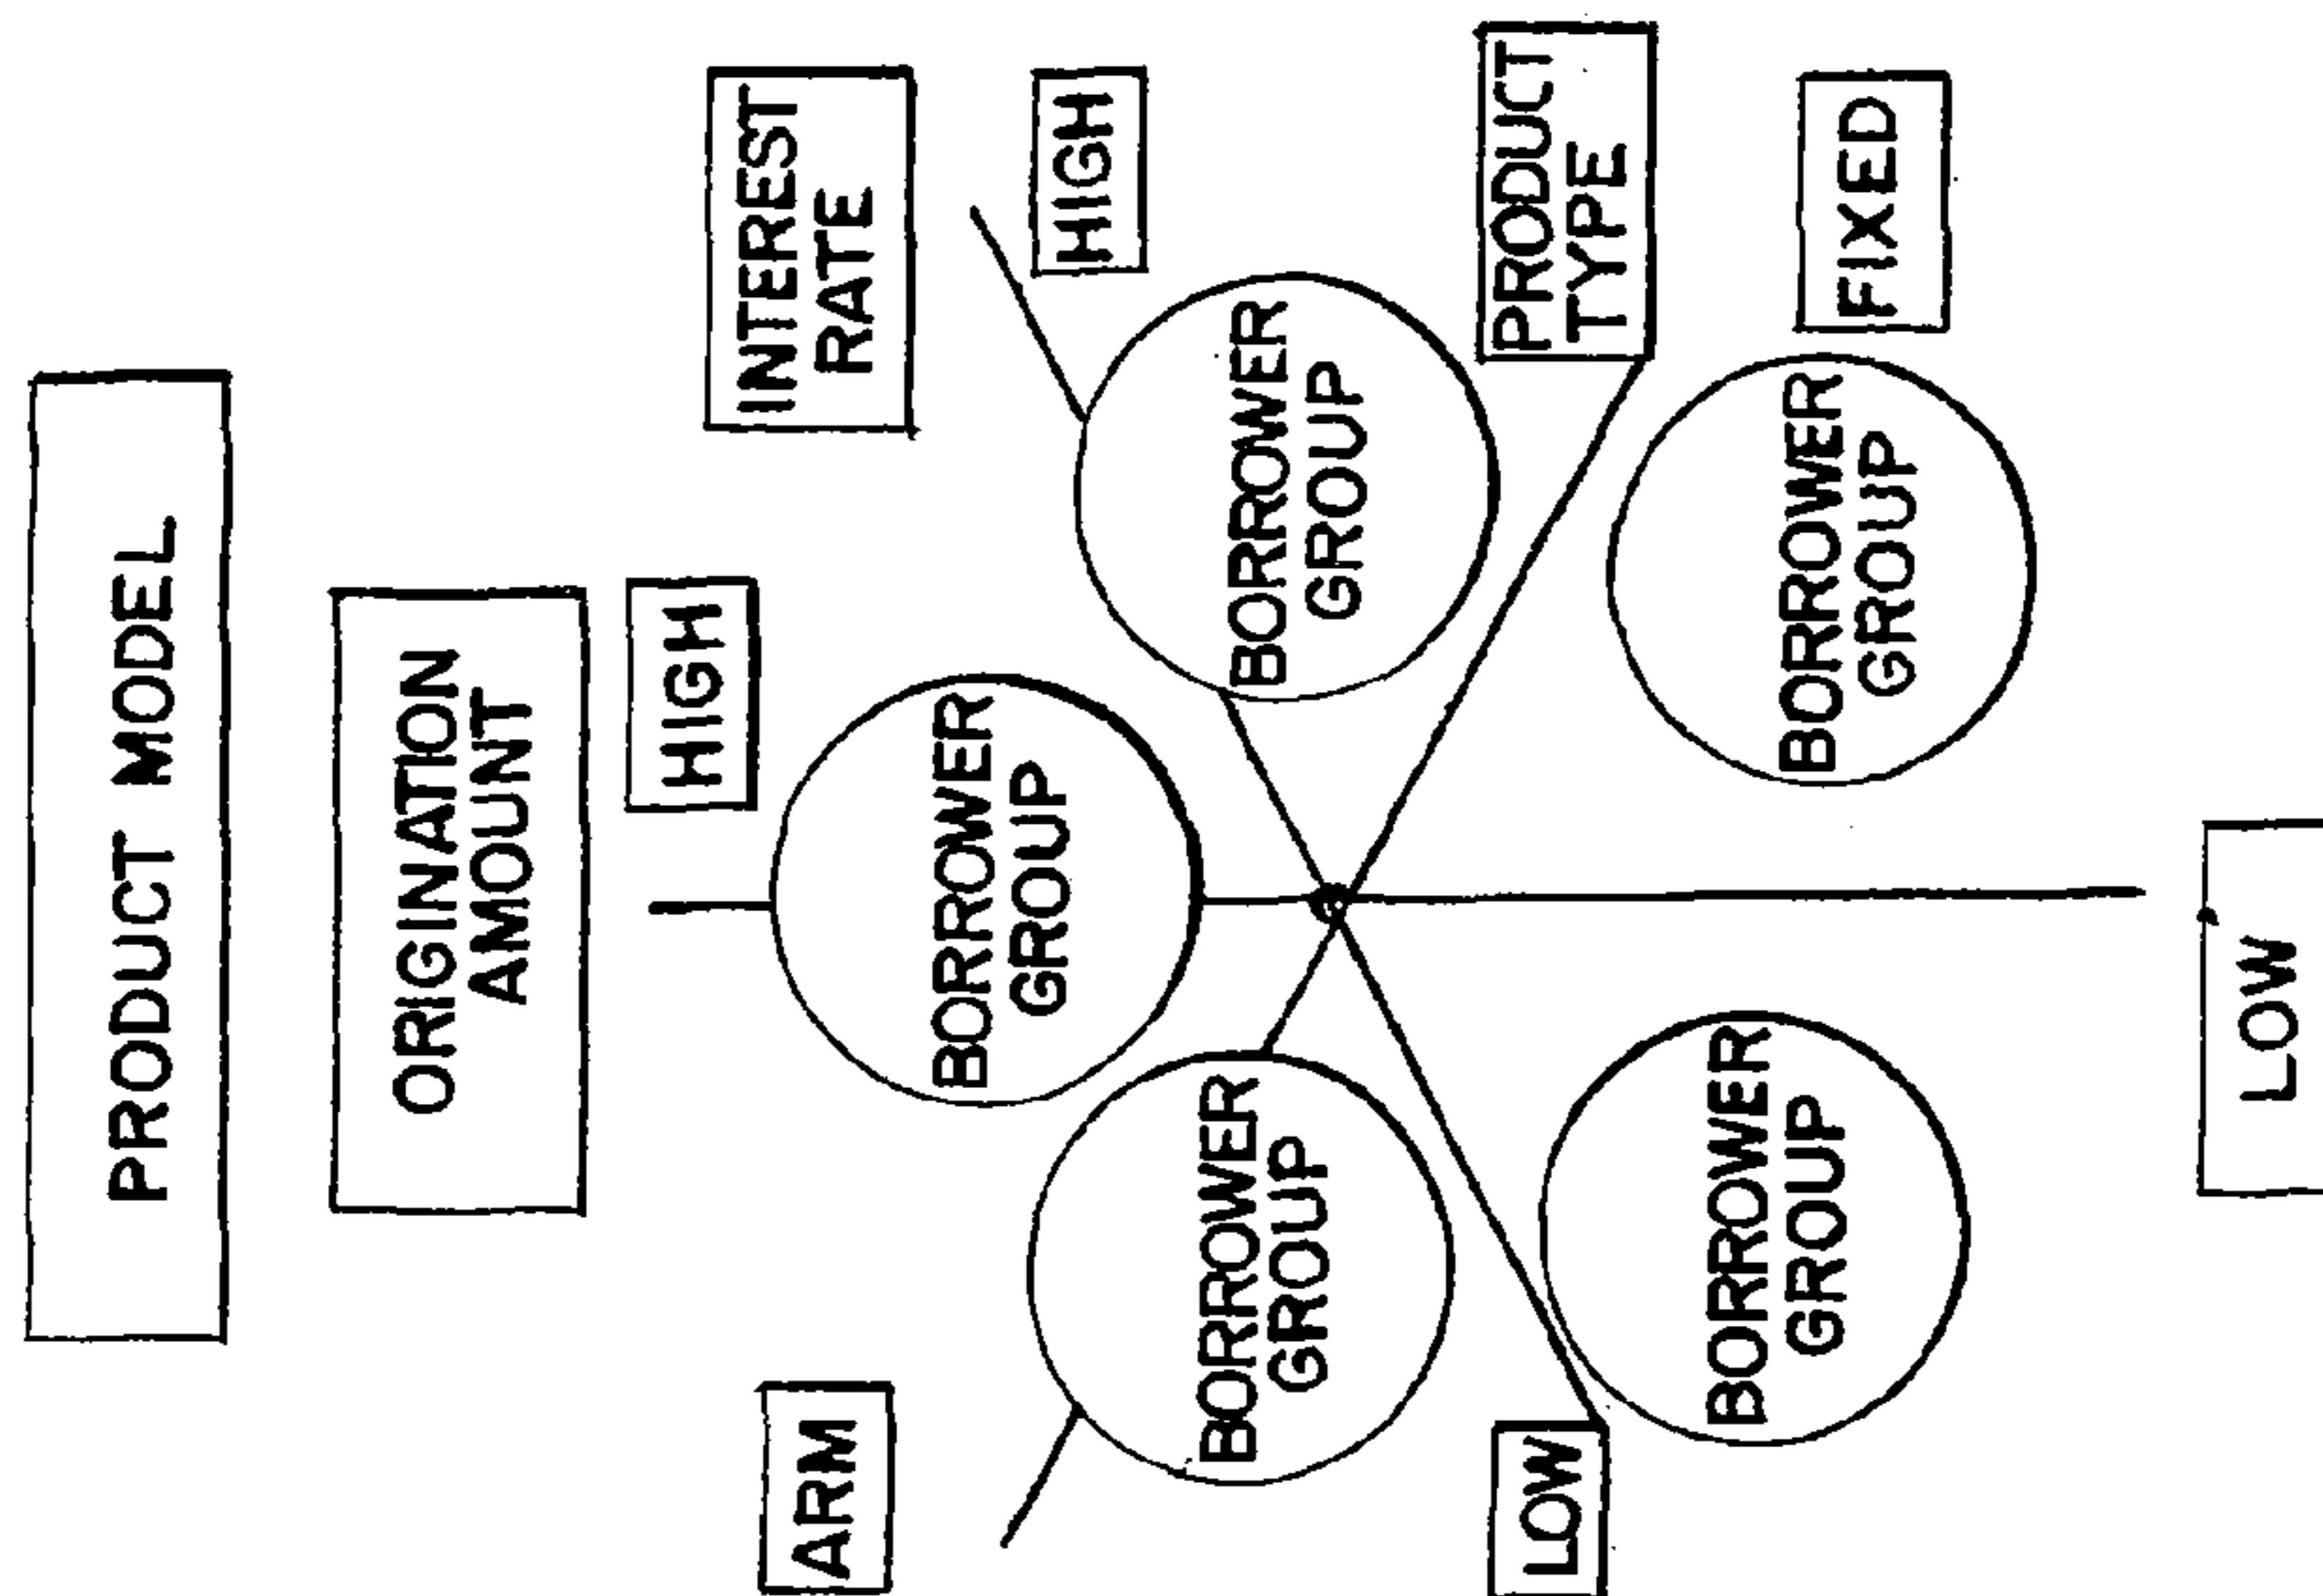 PRODUCT MODEL
ORIGINATION
AMOUNT
HIGH
ARM
INTEREST
RATE
BORROWER
GROUP
HIGH
BORROWER
GROUP
BORROWER
GROUP
LOW
PRODUCT
TYPE
BORROWER
GROUP
BORROWER
GROUP
FIXED
LOW